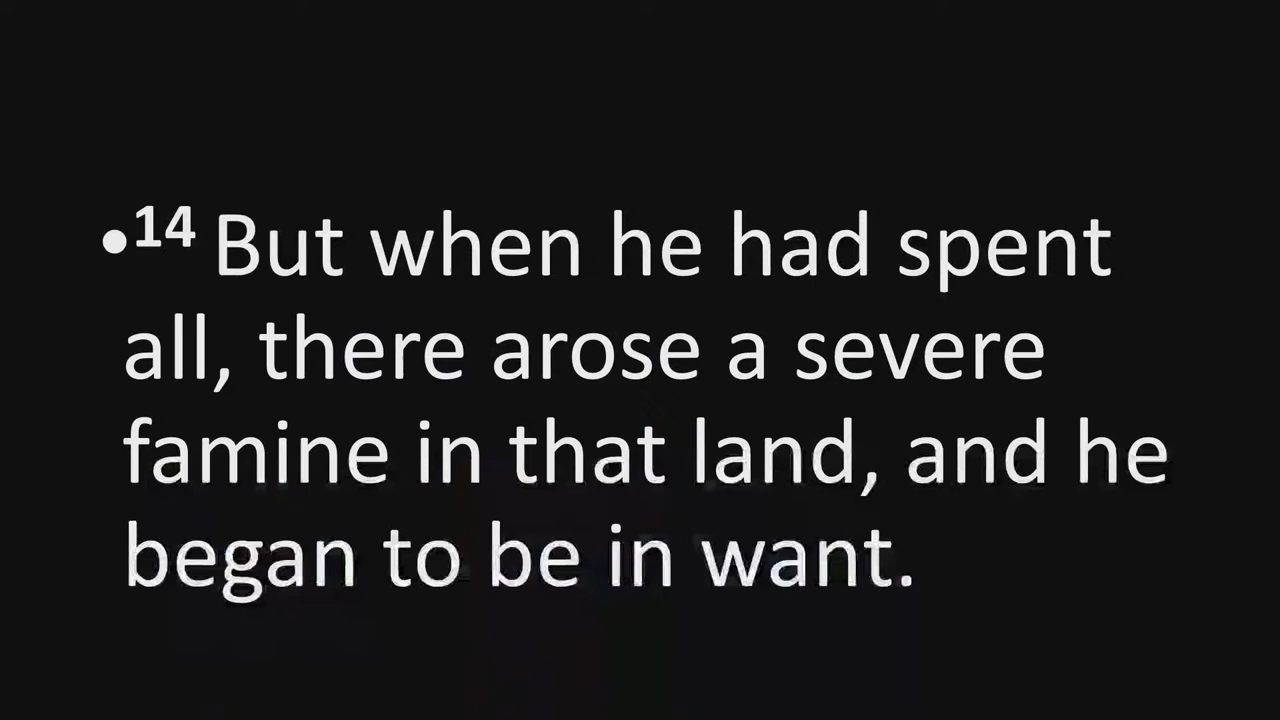 •¹⁴ But when he had spent
all, there arose a severe
famine in that land, and he
began to be in want.